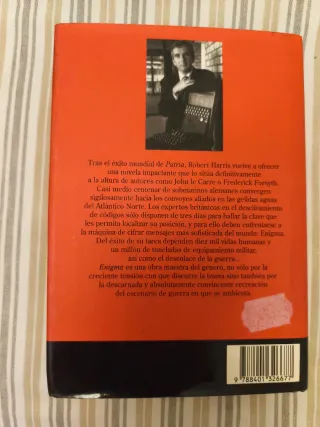 Tras el éxito mundial de Patria, Robert Harris vuelve a ofrecer
una novela impactante que lo sitúa definitivamente
a la altura de autores como John le Carre o Frederick Forsyth.
Casi medio centenar de submarinos alemanes convergen
sigilosamente hacia los convoyes aliados en las gélidas aguas
del Atlántico Norte. Los expertos británicos en el desciframiento
de códigos sólo disponen de tres días para hallar la clave que
les permita localizar su posición, y para ello deben enfrentarse a
la máquina de cifrar mensajes más sofisticada del mundo: Enigma.
Del éxito de su tarea dependen diez mil vidas humanas y
un millón de toneladas de equipamiento militar,
así como el desenlace de la guerra...
Enigma es una obra maestra del género, no sólo por la
creciente tensión con que discurre la trama sino también por
la descarnada y absolutamente convincente recreación
del escenario de guerra en que se ambienta.
9 788401 326677